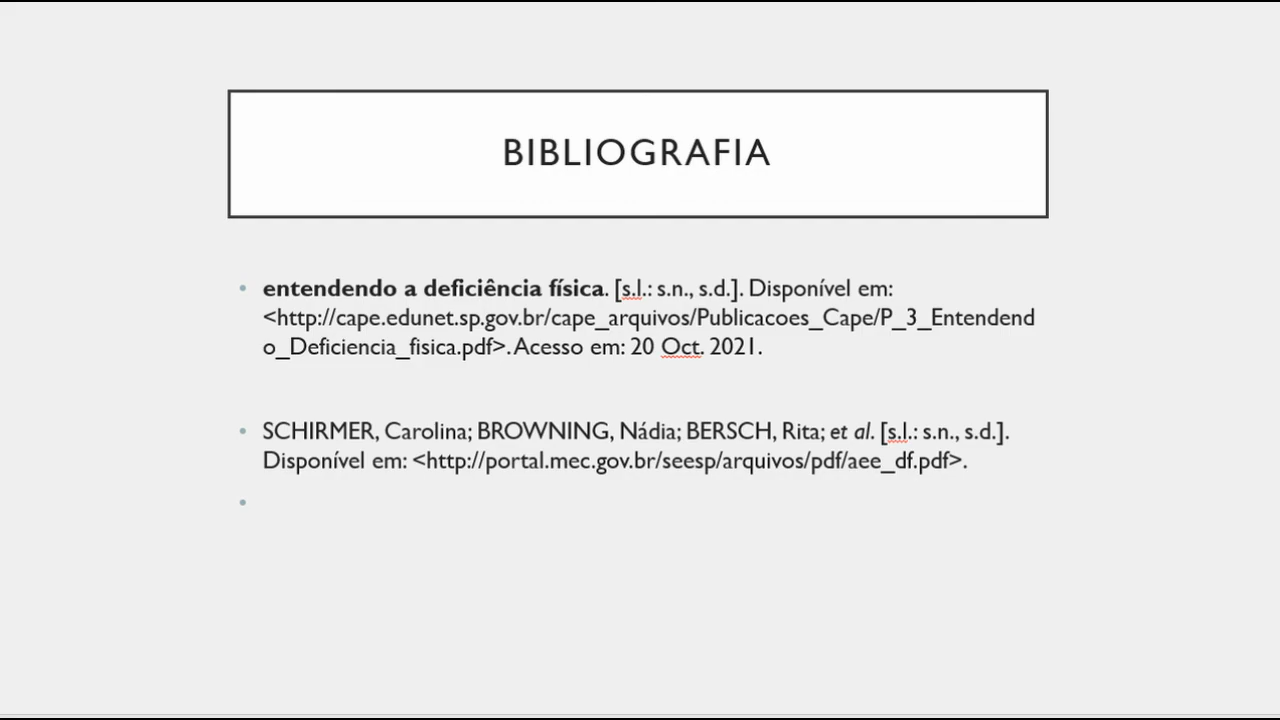 BIBLIOGRAFIA
• entendendo a deficiência física. [s.l.: s.n., s.d.]. Disponível em:
<http://cape.edunet.sp.gov.br/cape_arquivos/Publicacoes_Cape/P_3_Entendend
o_Deficiencia_fisica.pdf>. Acesso em: 20 Oct. 2021.
• SCHIRMER, Carolina; BROWNING, Nádia; BERSCH, Rita; et al. [s.l.: s.n., s.d.].
Disponível em: <http://portal.mec.gov.br/seesp/arquivos/pdf/aee_df.pdf>.
•